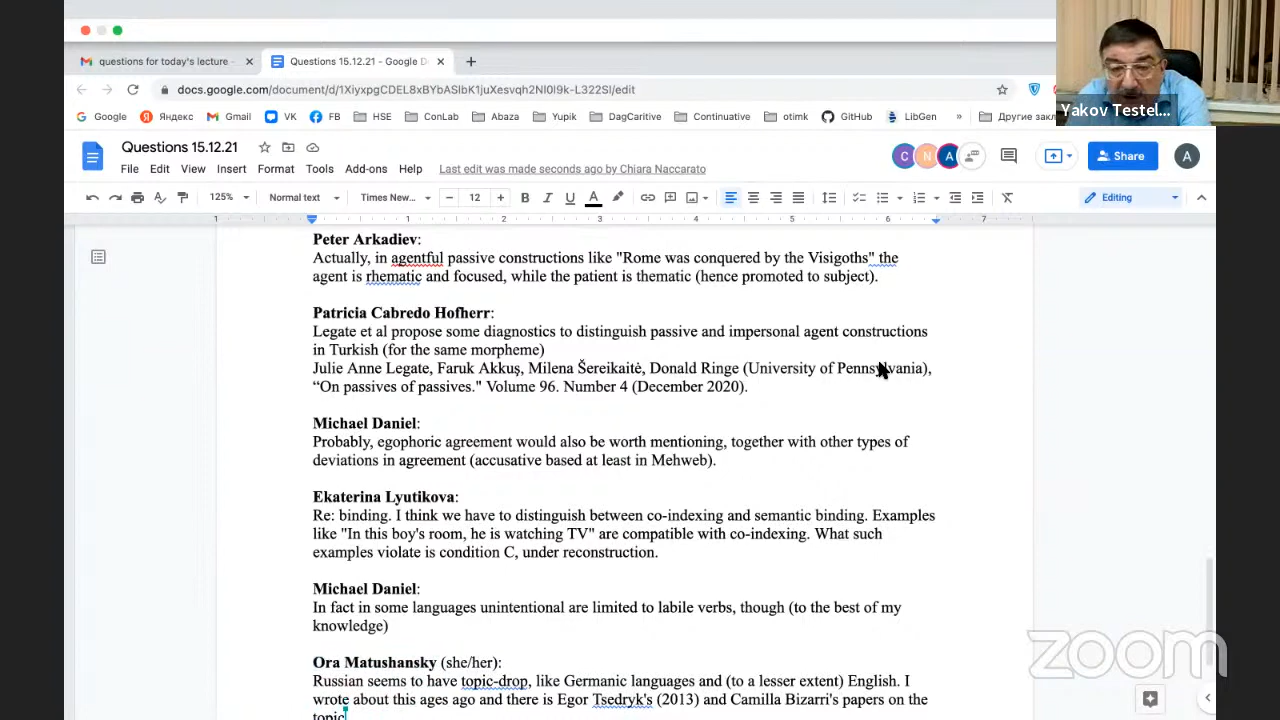 questions for today's lecture -
Questions 15.12.21 - Google D
docs.google.com/document/d/1XiyxpgCDEL8xBYbASIbK1juXesvqh2NI0I9k-L322SI/edit
Google Яндекс Gmail VK FB HSE ConLab Abaza Yupik DagCaritive Continuative otimk GitHub LibGen » Другие закл
Yakov Testel...
Questions 15.12.21
C N A
Share
A
File Edit View Insert Format Tools Add-ons Help Last edit was made seconds ago by Chiara Naccarato
125% Normal text Times New... 12 B I U A Editing
1 1 2 3 4 5 6 7
Peter Arkadiev:
Actually, in agentful passive constructions like "Rome was conquered by the Visigoths" the
agent is rhematic and focused, while the patient is thematic (hence promoted to subject).
Patricia Cabredo Hofherr:
Legate et al propose some diagnostics to distinguish passive and impersonal agent constructions
in Turkish (for the same morpheme)
Julie Anne Legate, Faruk Akkuş, Milena Šereikaitė, Donald Ringe (University of Pennsylvania),
“On passives of passives." Volume 96. Number 4 (December 2020).
Michael Daniel:
Probably, egophoric agreement would also be worth mentioning, together with other types of
deviations in agreement (accusative based at least in Mehweb).
Ekaterina Lyutikova:
Re: binding. I think we have to distinguish between co-indexing and semantic binding. Examples
like "In this boy's room, he is watching TV" are compatible with co-indexing. What such
examples violate is condition C, under reconstruction.
Michael Daniel:
In fact in some languages unintentional are limited to labile verbs, though (to the best of my
knowledge)
Ora Matushansky (she/her):
Russian seems to have topic-drop, like Germanic languages and (to a lesser extent) English. I
wrote about this ages ago and there is Egor Tsedryk's (2013) and Camilla Bizarri's papers on the
topic
zoom